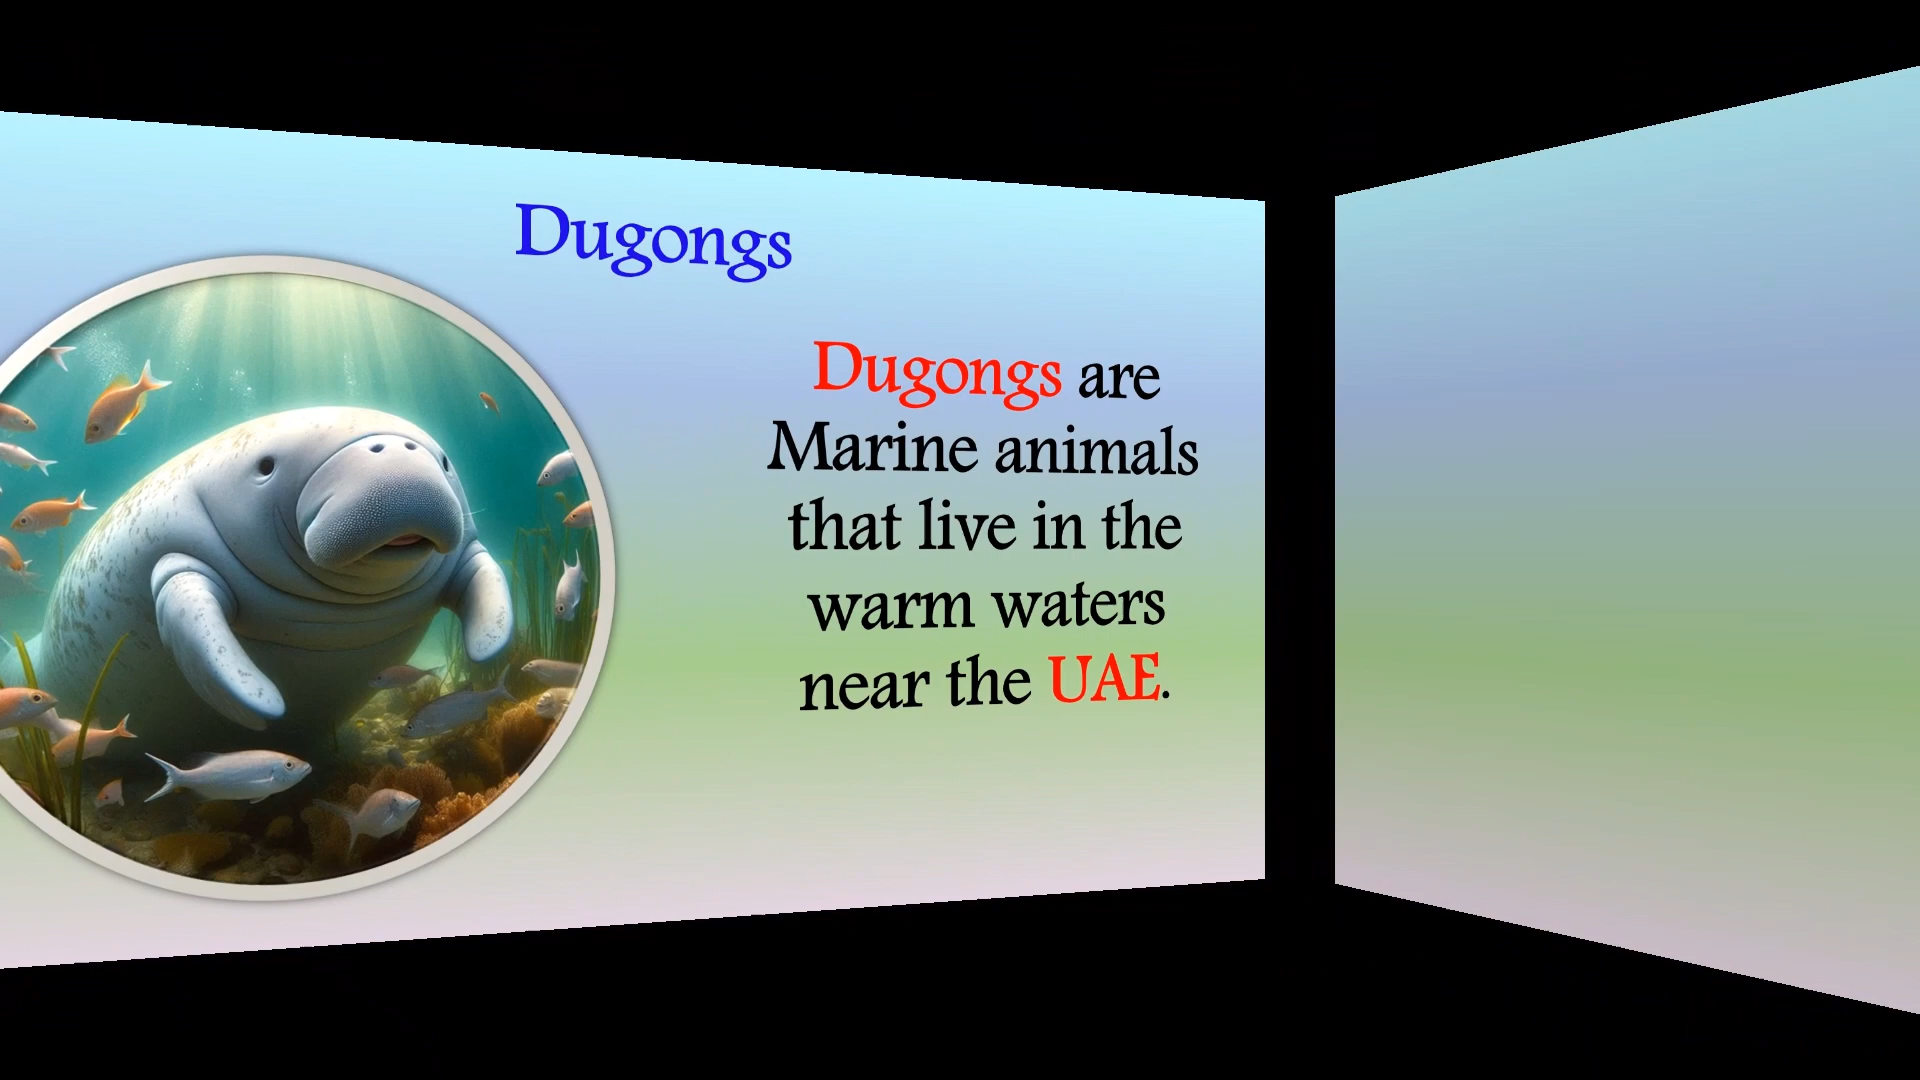 Dugongs
Dugongs are
Marine animals
that live in the
warm waters
near the UAE.